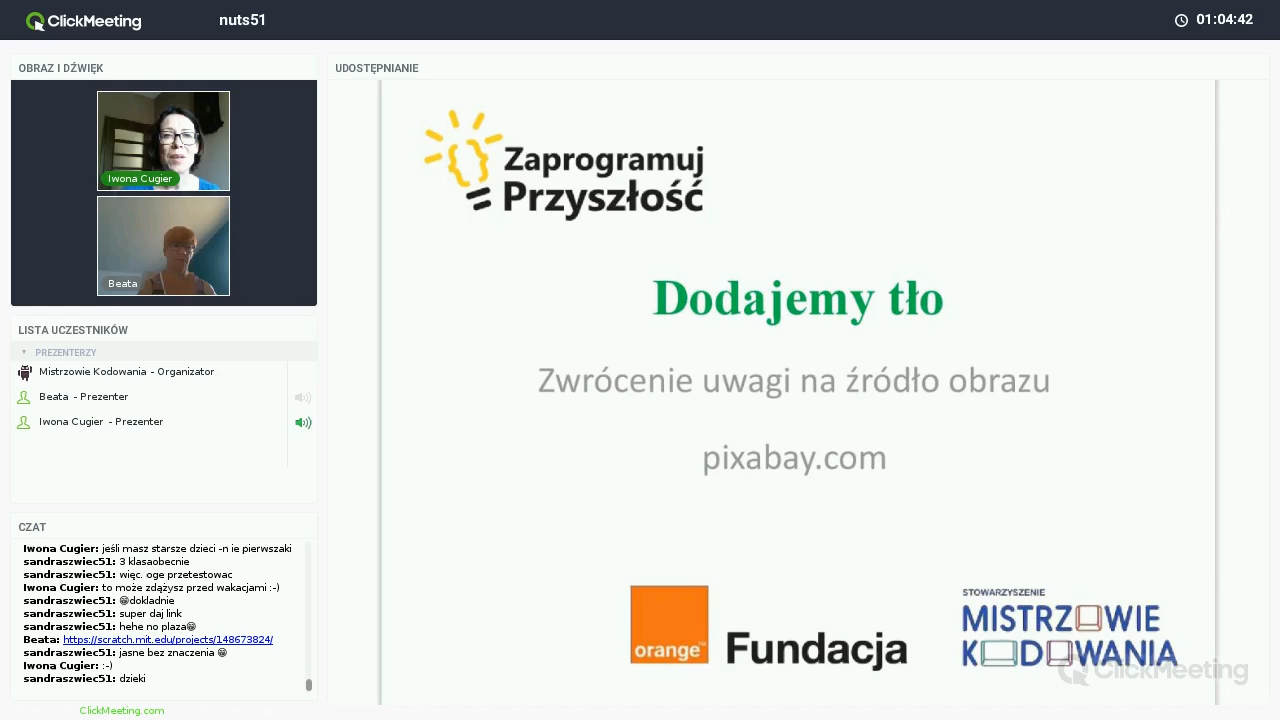 ClickMeeting
nuts51
01:04:42
OBRAZ I DŹWIĘK
Iwona Cugier
Beata
LISTA UCZESTNIKÓW
PREZENTERZY
Mistrzowie Kodowania - Organizator
Beata - Prezenter
Iwona Cugier - Prezenter
CZAT
Iwona Cugier: jeśli masz starsze dzieci -n ie pierwszaki
sandraszwiec51: 3 klasaobecnie
sandraszwiec51: więc. oge przetestowac
Iwona Cugier: to może zdążysz przed wakacjami :-)
sandraszwiec51: 😁dokladnie
sandraszwiec51: super daj link
sandraszwiec51: hehe no plaza😁
Beata: https://scratch.mit.edu/projects/148673824/
sandraszwiec51: jasne bez znaczenia 😁
Iwona Cugier: :-)
sandraszwiec51: dzieki
ClickMeeting.com
UDOSTĘPNIANIE
Zaprogramuj
Przyszłość
Dodajemy tło
Zwrócenie uwagi na źródło obrazu
pixabay.com
orange™
Fundacja
STOWARZYSZENIE
MISTRZOWIE
KODOWANIA
ClickMeeting